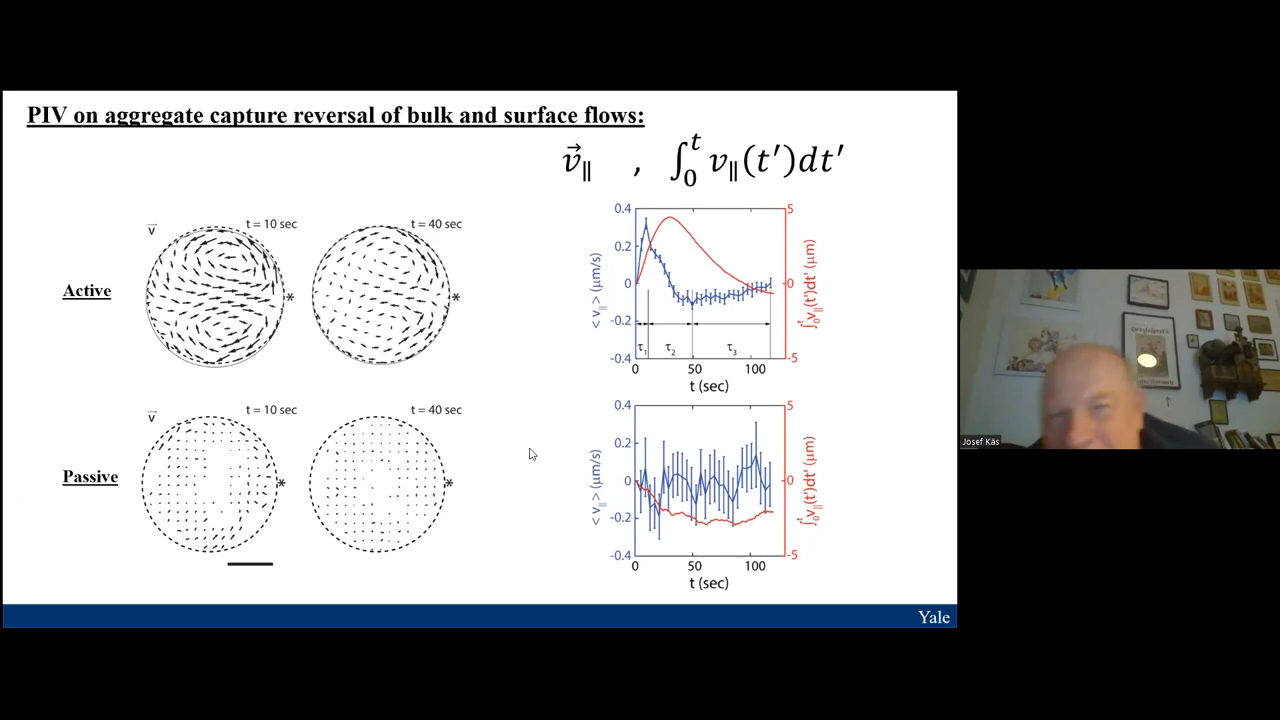 PIV on aggregate capture reversal of bulk and surface flows:
v⃗∥ , ∫₀ᵗ v∥(t′)dt′
Active
v⃗
t = 10 sec
t = 40 sec
*
*
0.4
0.2
0
-0.2
-0.4
< v∥ > (μm/s)
5
0
-5
∫₀ᵗ v∥(t')dt' (μm)
τ₁
τ₂
τ₃
0 50 100
t (sec)
Passive
v⃗
t = 10 sec
t = 40 sec
*
*
0.4
0.2
0
-0.2
-0.4
< v∥ > (μm/s)
5
0
-5
∫₀ᵗ v∥(t')dt' (μm)
0 50 100
t (sec)
Yale
Josef Käs